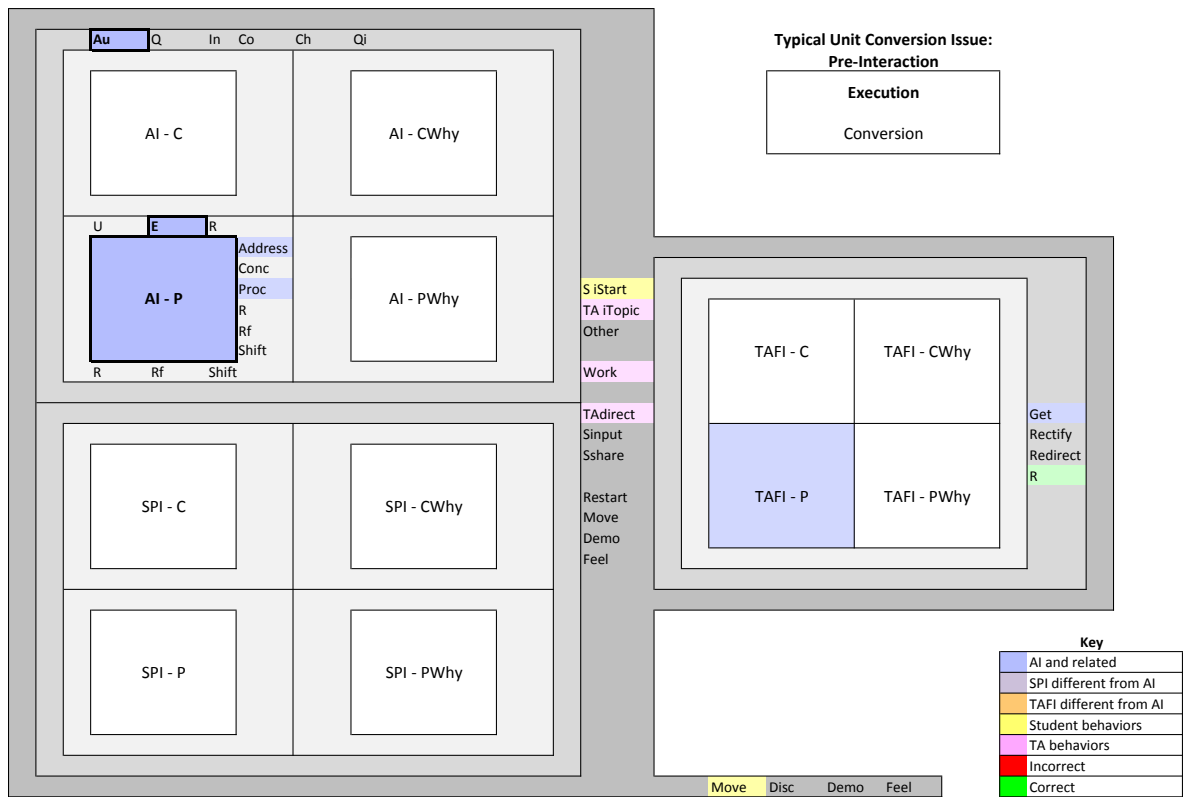 Au Q In Co Ch Qi
Typical Unit Conversion Issue:
Pre-Interaction
Execution
Conversion
AI - C
AI - CWhy
U E R
Address
Conc
Proc
R
Rf
Shift
AI - P
AI - PWhy
R Rf Shift
S iStart
TA iTopic
Other
Work
TAdirect
Sinput
Sshare
Restart
Move
Demo
Feel
TAFI - C
TAFI - CWhy
TAFI - P
TAFI - PWhy
Get
Rectify
Redirect
R
SPI - C
SPI - CWhy
SPI - P
SPI - PWhy
Move Disc Demo Feel
Key
AI and related
SPI different from AI
TAFI different from AI
Student behaviors
TA behaviors
Incorrect
Correct